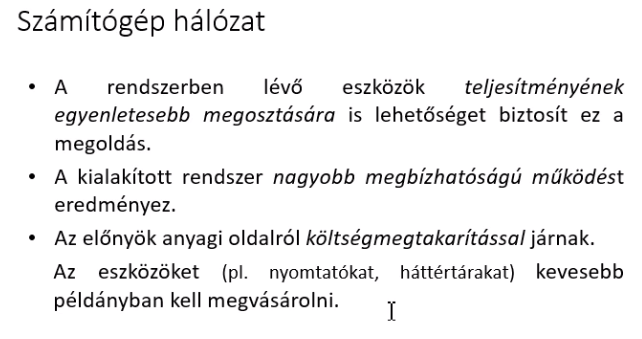 Számítógép hálózat
• A rendszerben lévő eszközök teljesítményének
egyenletesebb megosztására is lehetőséget biztosít ez a
megoldás.
• A kialakított rendszer nagyobb megbízhatóságú működést
eredményez.
• Az előnyök anyagi oldalról költségmegtakarítással járnak.
Az eszközöket (pl. nyomtatókat, háttértárakat) kevesebb
példányban kell megvásárolni.